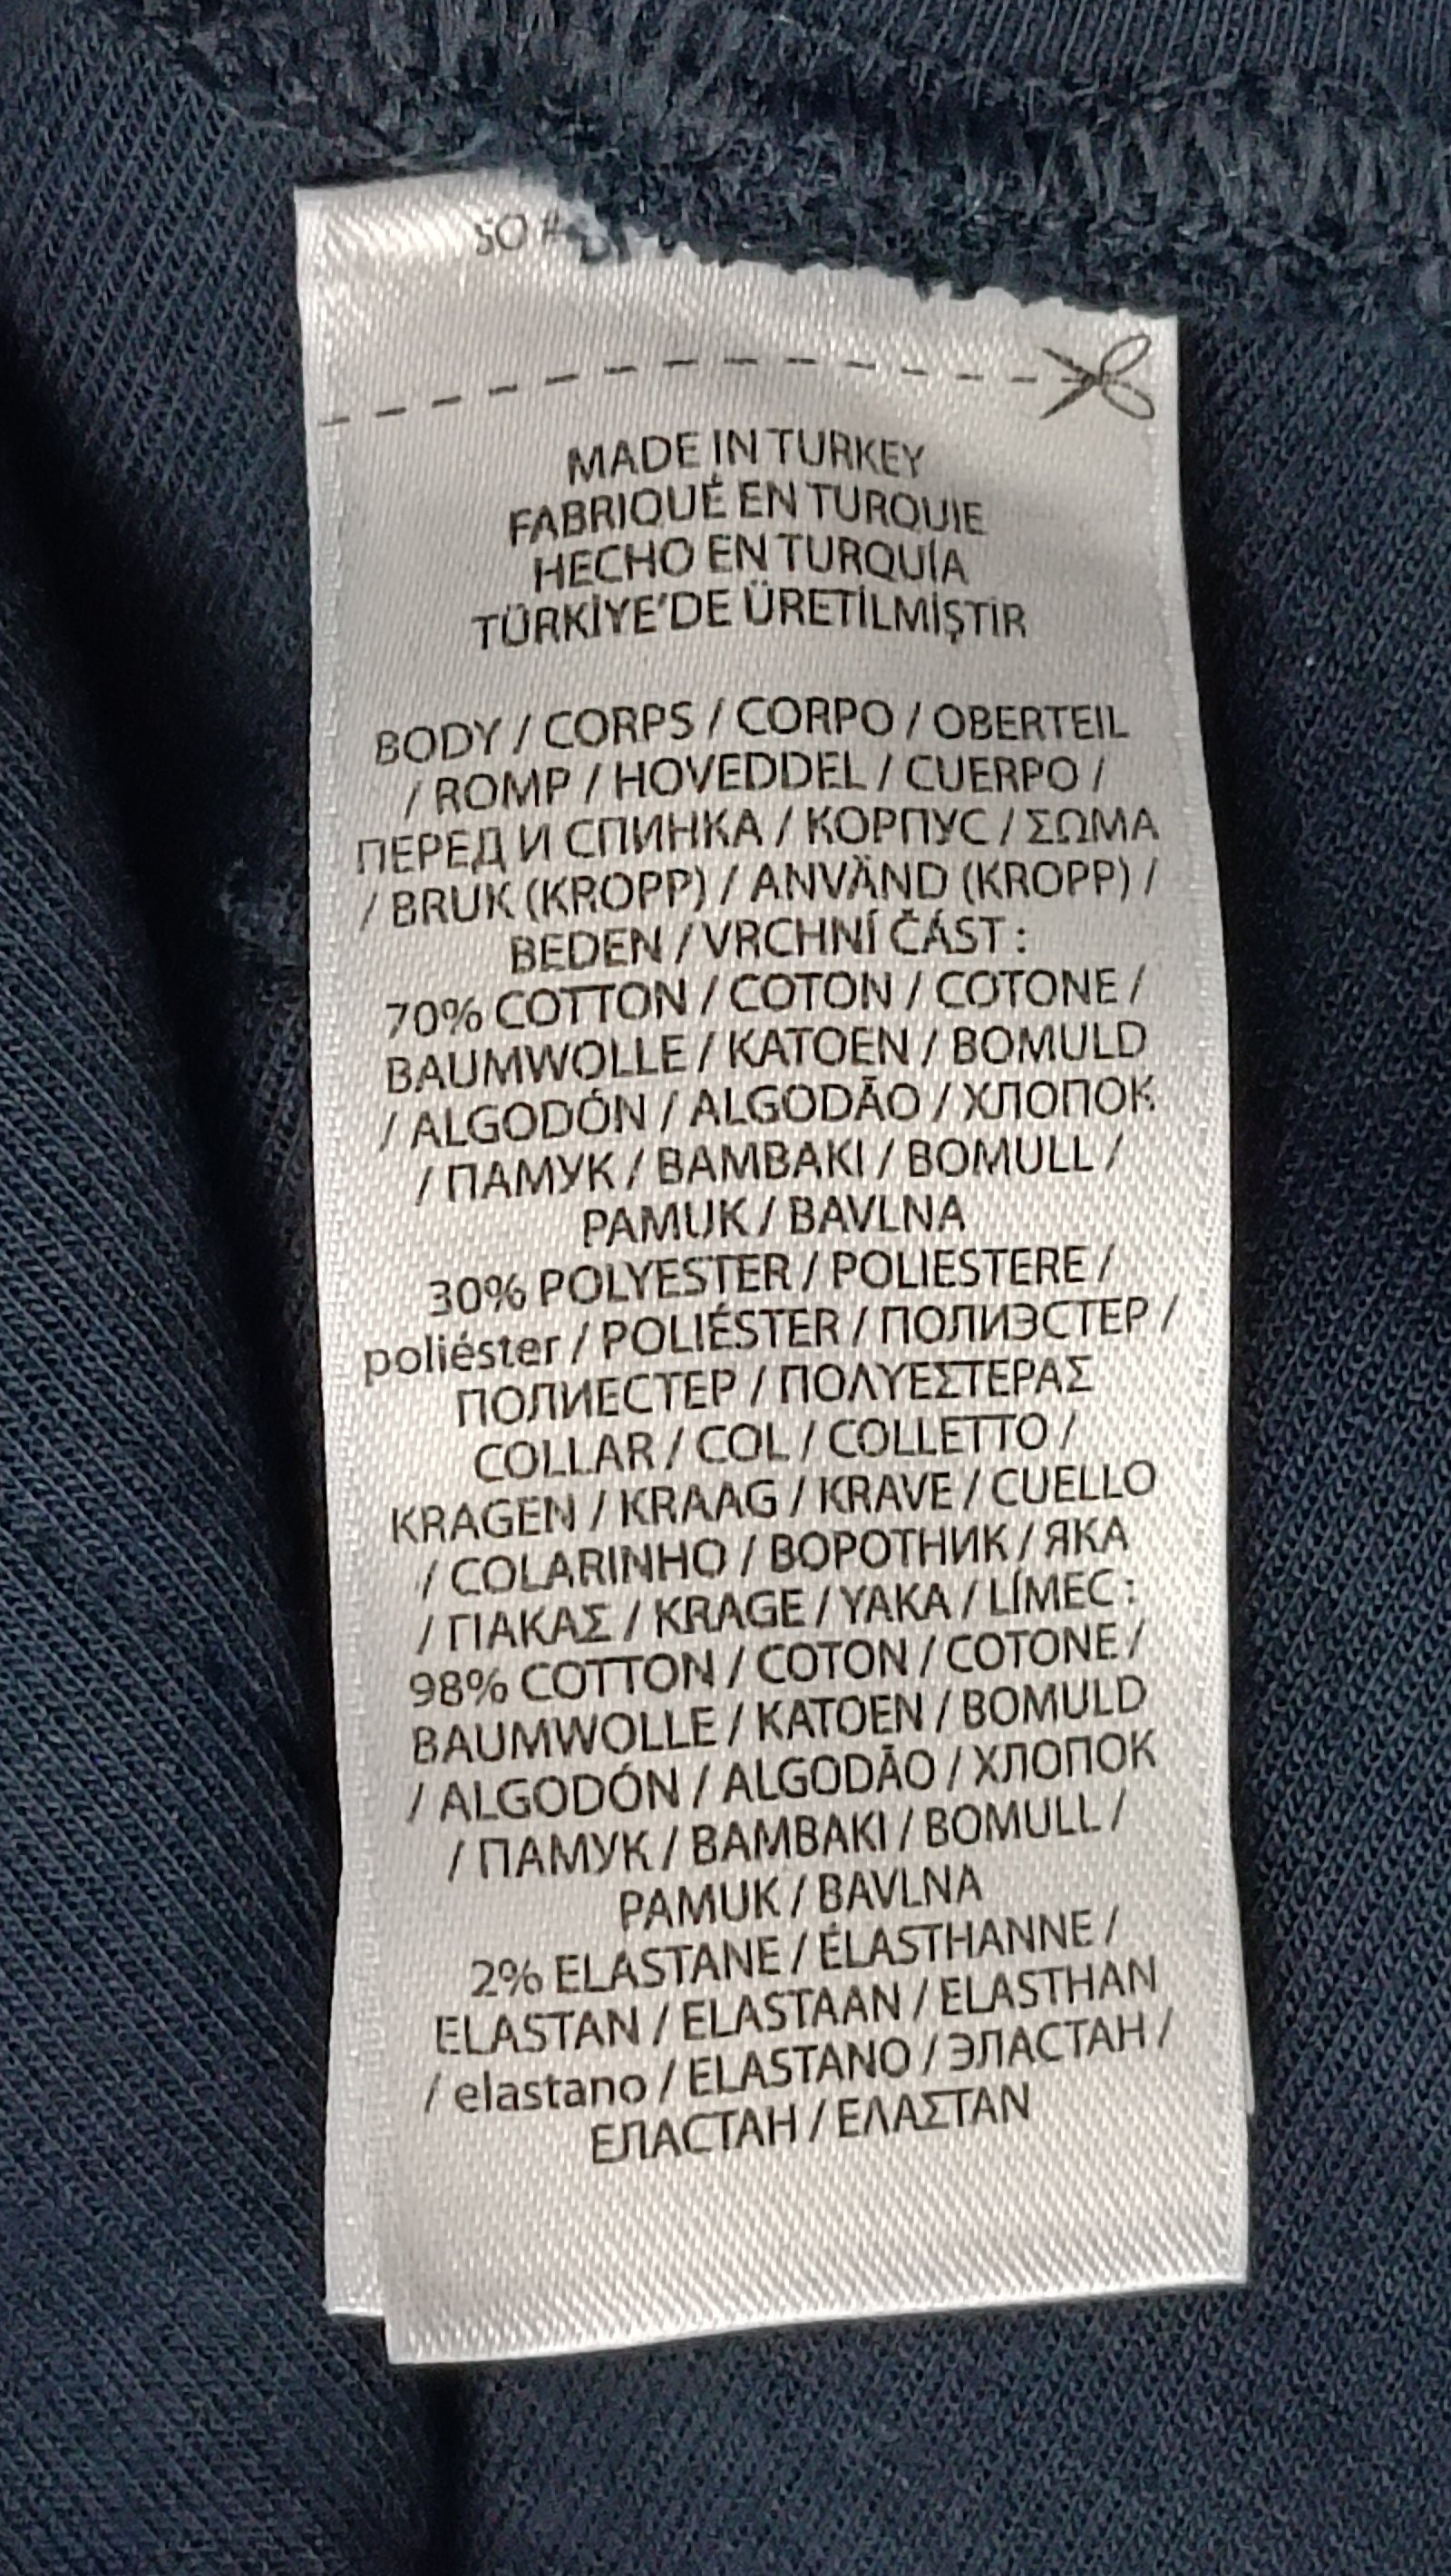 SO #
MADE IN TURKEY
FABRIQUÉ EN TURQUIE
HECHO EN TURQUÍA
TÜRKİYE'DE ÜRETİLMİŞTİR
BODY / CORPS / CORPO / OBERTEIL
/ ROMP / HOVEDDEL / CUERPO /
ПЕРЕД И СПИНКА / КОРПУС / ΣΩΜΑ
/ BRUK (KROPP) / ANVÄND (KROPP) /
BEDEN / VRCHNÍ ČÁST :
70% COTTON / COTON / COTONE /
BAUMWOLLE / KATOEN / BOMULD
/ ALGODÓN / ALGODÃO / ХЛОПОК
/ ПАМУК / BAMBAKI / BOMULL /
PAMUK / BAVLNA
30% POLYESTER / POLIESTERE /
poliéster / POLIÉSTER / ПОЛИЭСТЕР /
ПОЛИЕСТЕР / ΠΟΛΥΕΣΤΕΡΑΣ
COLLAR / COL / COLLETTO /
KRAGEN / KRAAG / KRAVE / CUELLO
/ COLARINHO / ВОРОТНИК / ЯКА
/ ΓΙΑΚΑΣ / KRAGE / YAKA / LÍMEC :
98% COTTON / COTON / COTONE /
BAUMWOLLE / KATOEN / BOMULD
/ ALGODÓN / ALGODÃO / ХЛОПОК
/ ПАМУК / BAMBAKI / BOMULL /
PAMUK / BAVLNA
2% ELASTANE / ÉLASTHANNE /
ELASTAN / ELASTAAN / ELASTHAN
/ elastano / ELASTANO / ЭЛАСТАН /
ЕЛАСТАН / ΕΛΑΣΤΑΝ